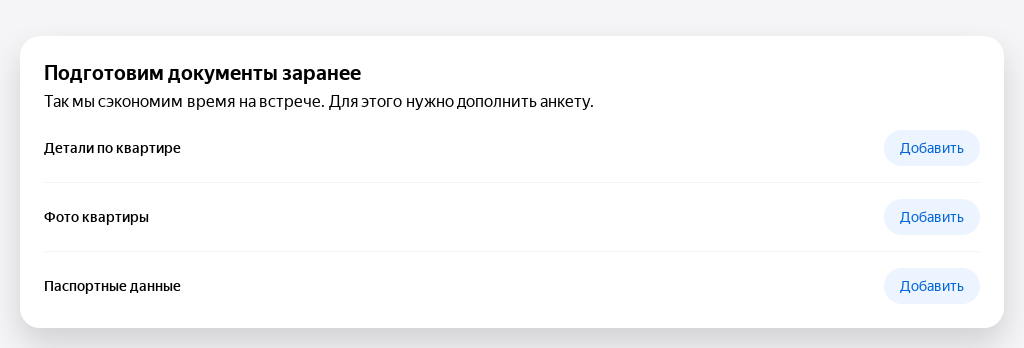 Подготовим документы заранее
Так мы сэкономим время на встрече. Для этого нужно дополнить анкету.
Детали по квартире
Добавить
Фото квартиры
Добавить
Паспортные данные
Добавить